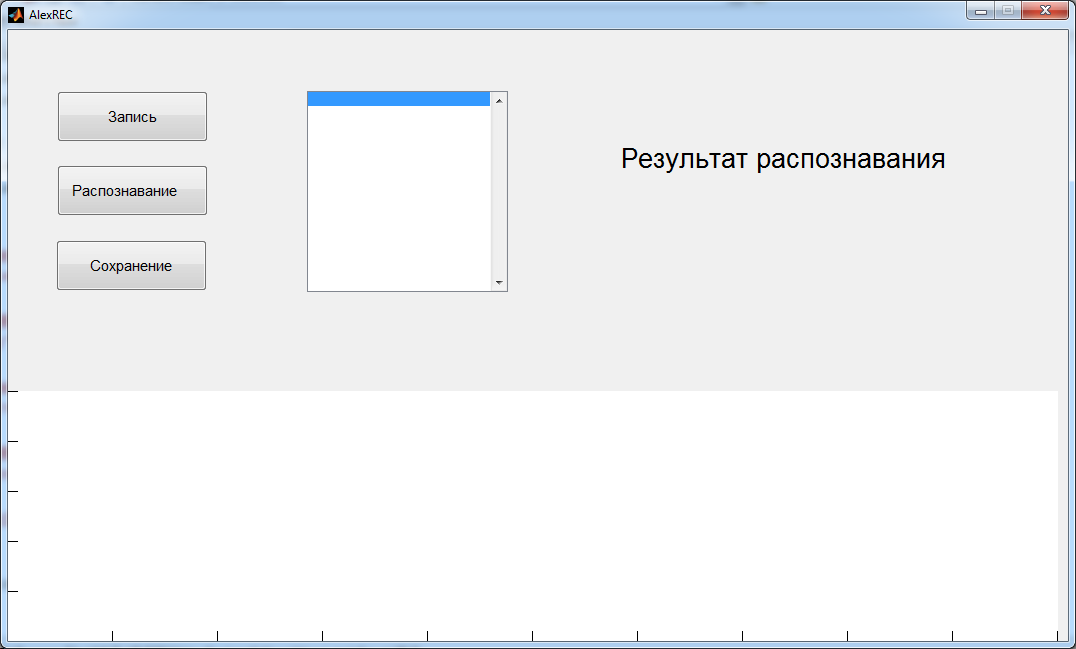 AlexREC
Запись
Распознавание
Сохранение
Результат распознавания